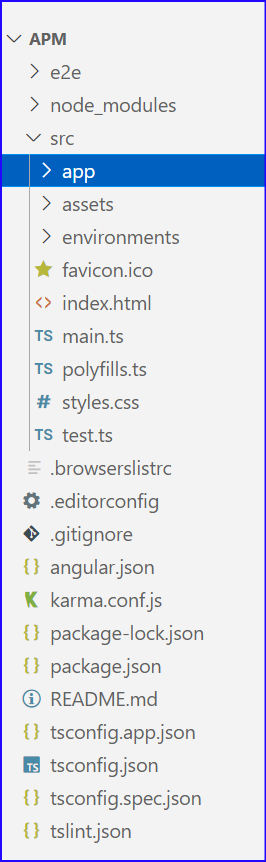 APM
e2e
node_modules
src
app
assets
environments
favicon.ico
<> index.html
TS main.ts
TS polyfills.ts
# styles.css
TS test.ts
.browserslistrc
.editorconfig
.gitignore
{} angular.json
karma.conf.js
{} package-lock.json
{} package.json
README.md
{} tsconfig.app.json
TS tsconfig.json
{} tsconfig.spec.json
{} tslint.json